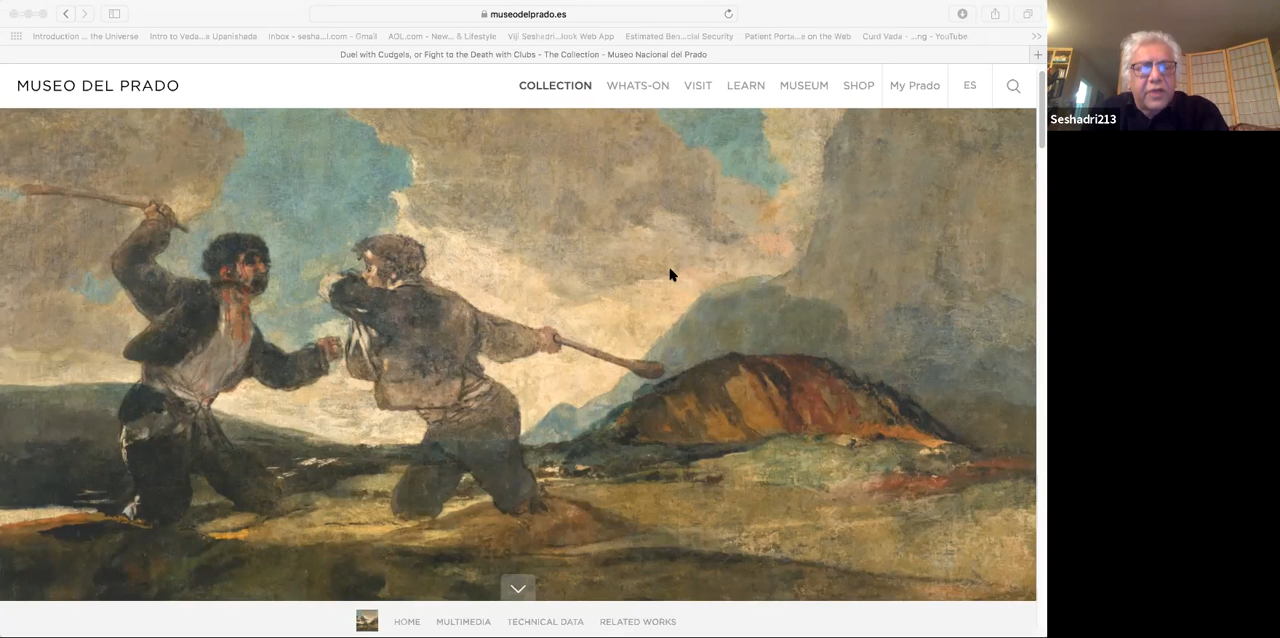 museodelprado.es
Introduction ... the Universe Intro to Veda...a Upanishada Inbox - sesha...l.com - Gmail AOL.com - New... & Lifestyle Viji Seshadri...look Web App Estimated Ben...cial Security Patient Porta...e on the Web Curd Vada - ...ng - YouTube
Duel with Cudgels, or Fight to the Death with Clubs - The Collection - Museo Nacional del Prado
MUSEO DEL PRADO COLLECTION WHATS-ON VISIT LEARN MUSEUM SHOP My Prado ES
Seshadri213
HOME MULTIMEDIA TECHNICAL DATA RELATED WORKS